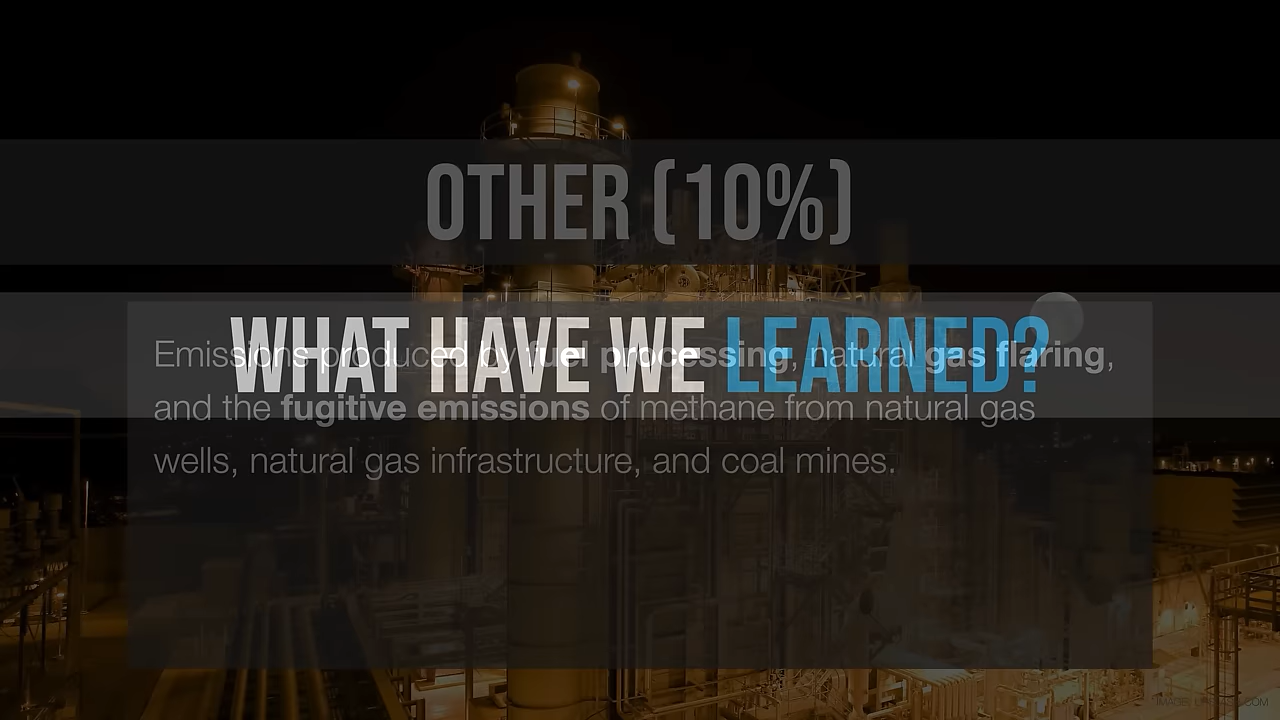 OTHER (10%)
WHAT HAVE WE LEARNED?
Emissions produced by fuel processing, natural gas flaring,
and the fugitive emissions of methane from natural gas
wells, natural gas infrastructure, and coal mines.